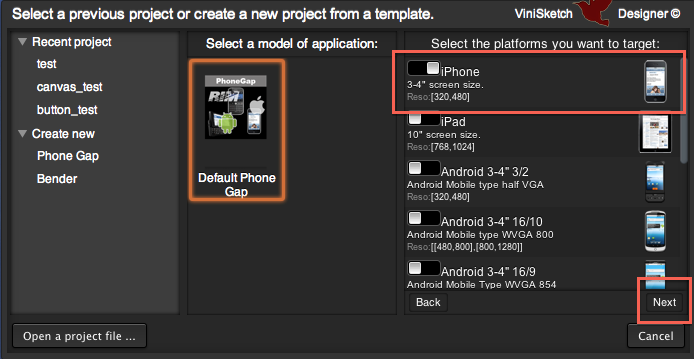 Select a previous project or create a new project from a template.
ViniSketch Designer ©
Recent project
test
canvas_test
button_test
Create new
Phone Gap
Bender
Select a model of application:
PhoneGap
RIM
Default Phone
Gap
Select the platforms you want to target:
iPhone
3-4" screen size.
Reso:[320,480]
iPad
10" screen size.
Reso:[768,1024]
Android 3-4" 3/2
Android Mobile type half VGA
Reso:[320,480]
Android 3-4" 16/10
Android Mobile type WVGA 800
Reso:[[480,800],[800,1280]]
Android 3-4" 16/9
Android Mobile Type WVGA 854
Back
Next
Open a project file ...
Cancel